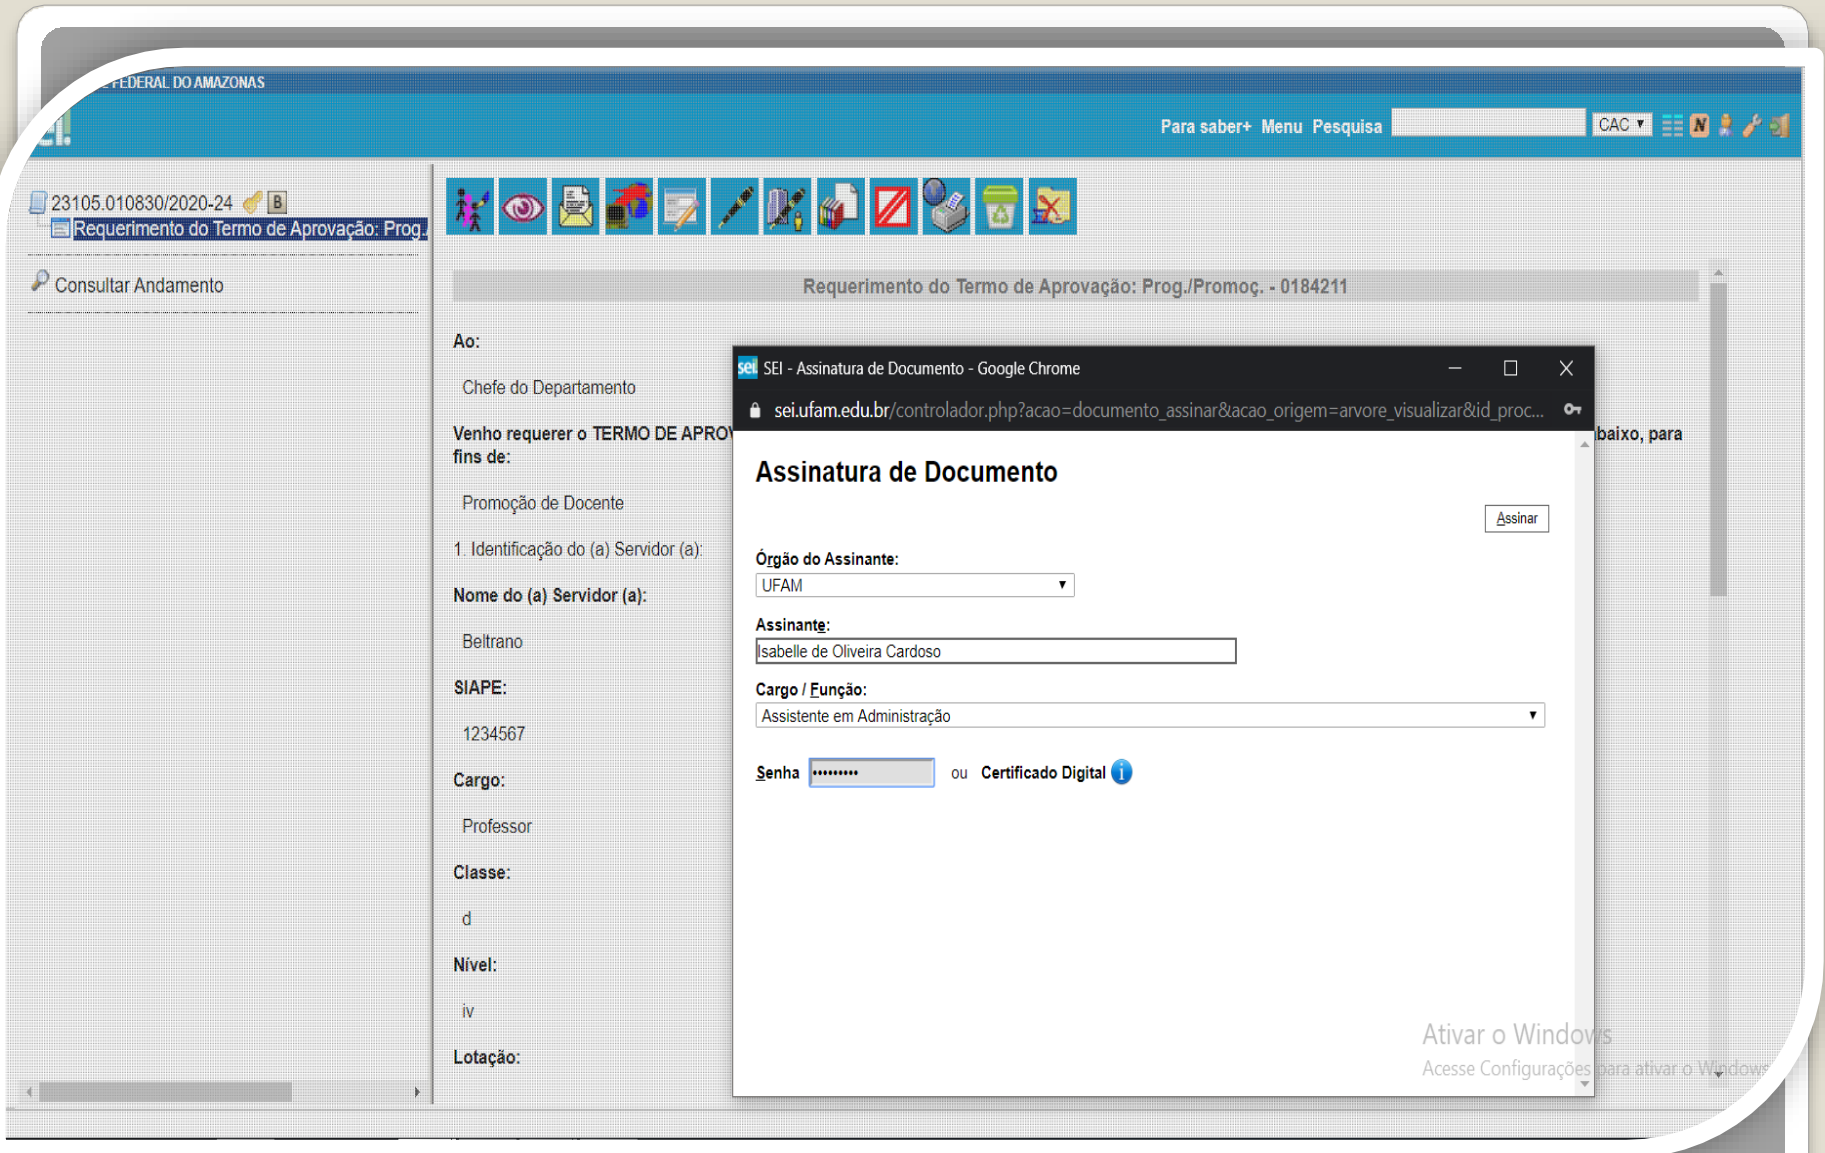 FEDERAL DO AMAZONAS
sei!
Para saber+ Menu Pesquisa CAC
23105.010830/2020-24 B
Requerimento do Termo de Aprovação: Prog./
Consultar Andamento
Requerimento do Termo de Aprovação: Prog./Promoç. - 0184211
Ao:
Chefe do Departamento
Venho requerer o TERMO DE APROV
baixo, para
fins de:
Promoção de Docente
1. Identificação do (a) Servidor (a):
Nome do (a) Servidor (a):
Beltrano
SIAPE:
1234567
Cargo:
Professor
Classe:
d
Nível:
iv
Lotação:
sei! SEI - Assinatura de Documento - Google Chrome
sei.ufam.edu.br/controlador.php?acao=documento_assinar&acao_origem=arvore_visualizar&id_proc...
Assinatura de Documento
Assinar
Órgão do Assinante:
UFAM
Assinante:
Isabelle de Oliveira Cardoso
Cargo / Função:
Assistente em Administração
Senha ••••••••• ou Certificado Digital i
Ativar o Windows
Acesse Configurações para ativar o Windows